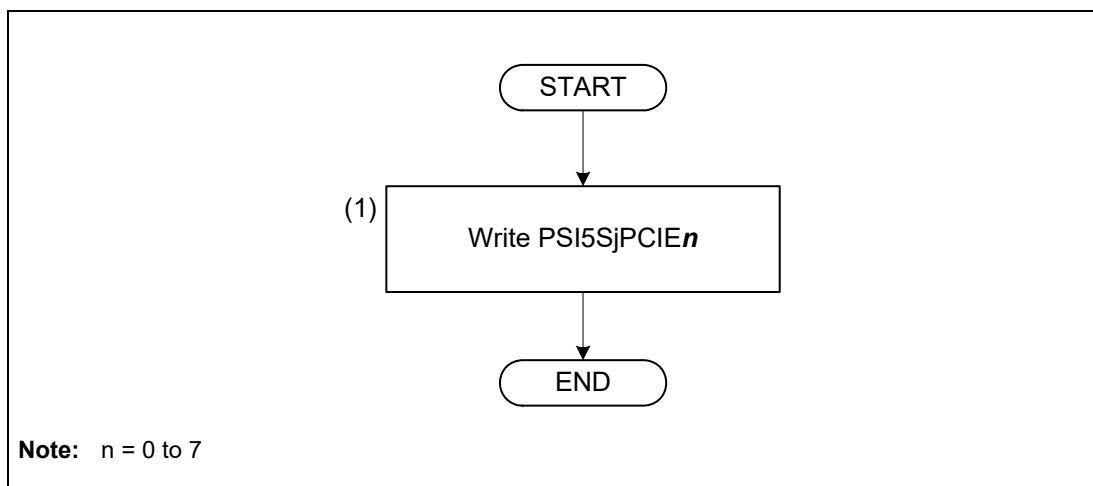 START
(1)
Write PSI5SjPCIEn
END
Note: n = 0 to 7